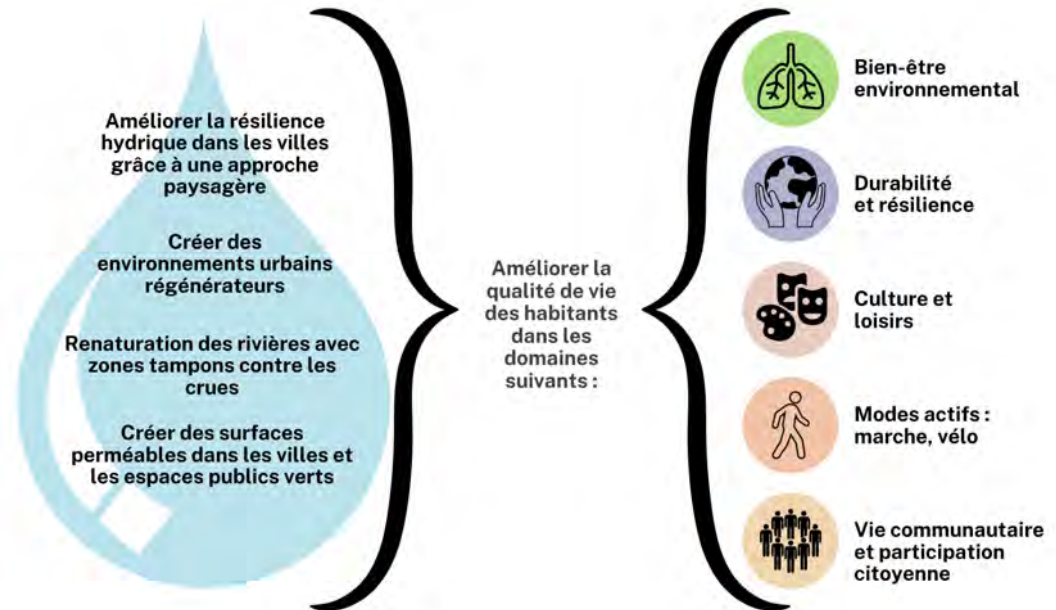 Améliorer la résilience
hydrique dans les villes
grâce à une approche
paysagère
Créer des
environnements urbains
régénérateurs
Renaturation des rivières avec
zones tampons contre les
crues
Créer des surfaces
perméables dans les villes et
les espaces publics verts
Améliorer la
qualité de vie
des habitants
dans les
domaines
suivants :
Bien-être
environnemental
Durabilité
et résilience
Culture et
loisirs
Modes actifs :
marche, vélo
Vie communautaire
et participation
citoyenne